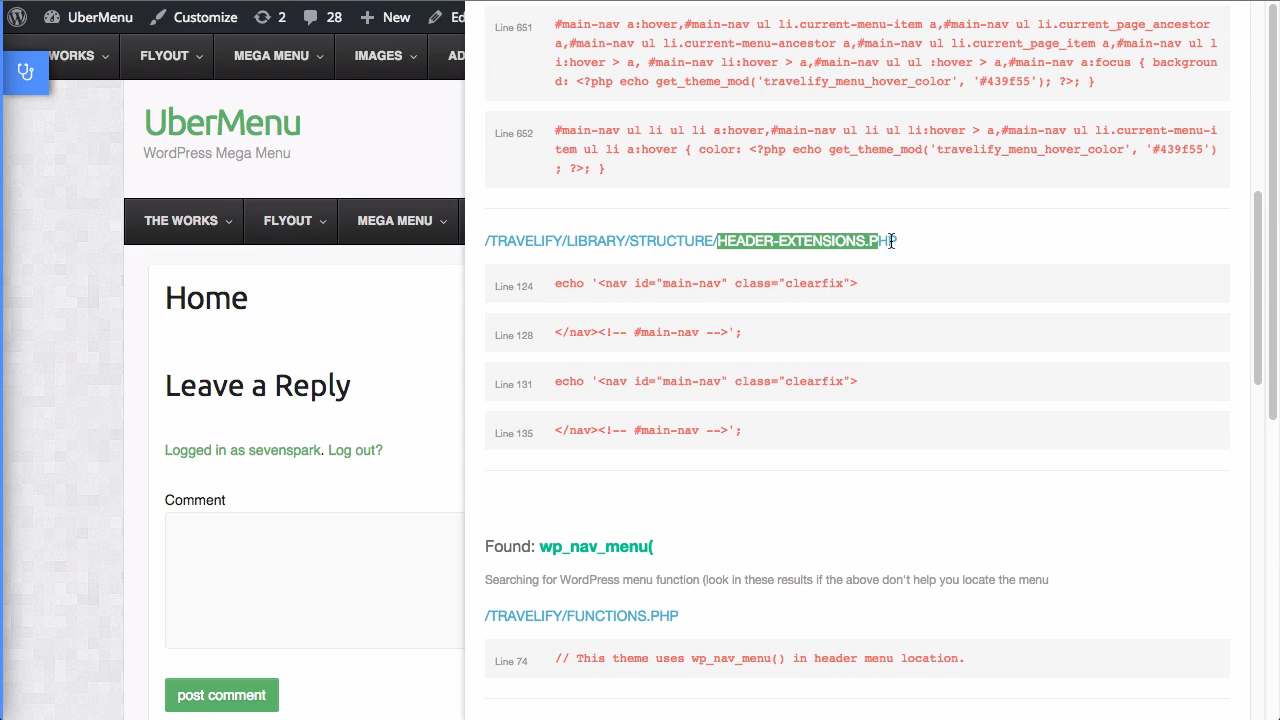 UberMenu
Customize
2
28
New
Ed
WORKS
FLYOUT
MEGA MENU
IMAGES
AD
UberMenu
WordPress Mega Menu
THE WORKS
FLYOUT
MEGA MENU
Home
Leave a Reply
Logged in as sevenspark. Log out?
Comment
post comment
Line 651
#main-nav a:hover,#main-nav ul li.current-menu-item a,#main-nav ul li.current_page_ancestor
a,#main-nav ul li.current-menu-ancestor a,#main-nav ul li.current_page_item a,#main-nav ul l
i:hover > a, #main-nav li:hover > a,#main-nav ul ul :hover > a,#main-nav a:focus { backgroun
d: <?php echo get_theme_mod('travelify_menu_hover_color', '#439f55'); ?>; }
Line 652
#main-nav ul li ul li a:hover,#main-nav ul li ul li:hover > a,#main-nav ul li.current-menu-i
tem ul li a:hover { color: <?php echo get_theme_mod('travelify_menu_hover_color', '#439f55')
; ?>; }
/TRAVELIFY/LIBRARY/STRUCTURE/HEADER-EXTENSIONS.PHP
Line 124
echo '<nav id="main-nav" class="clearfix">
Line 128
</nav><!-- #main-nav -->';
Line 131
echo '<nav id="main-nav" class="clearfix">
Line 135
</nav><!-- #main-nav -->';
Found: wp_nav_menu(
Searching for WordPress menu function (look in these results if the above don't help you locate the menu
/TRAVELIFY/FUNCTIONS.PHP
Line 74
// This theme uses wp_nav_menu() in header menu location.